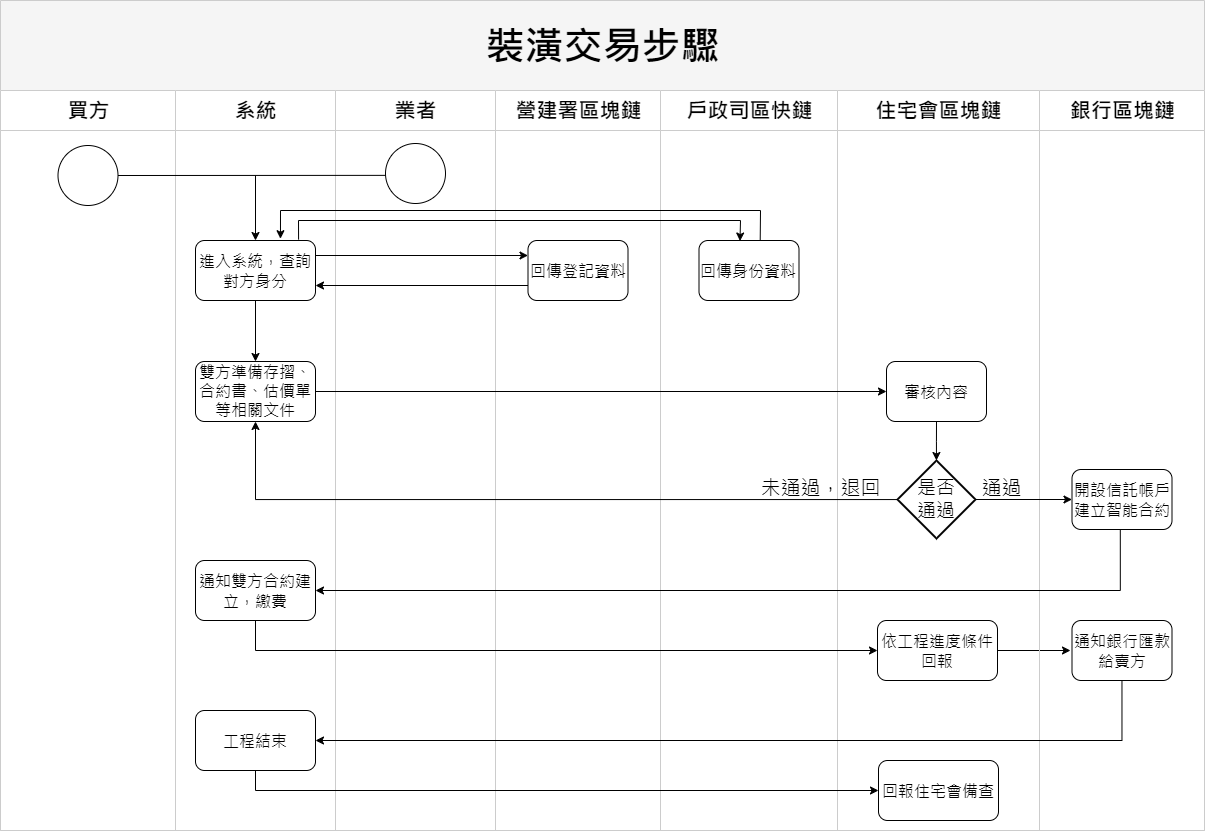 裝潢交易步驟
買方
系統
業者
營建署區塊鏈
戶政司區快鏈
住宅會區塊鏈
銀行區塊鏈
進入系統，查詢
對方身分
回傳登記資料
回傳身份資料
雙方準備存摺、
合約書、估價單
等相關文件
審核內容
未通過，退回
是否
通過
通過
開設信託帳戶
建立智能合約
通知雙方合約建
立，繳費
依工程進度條件
回報
通知銀行匯款
給賣方
工程結束
回報住宅會備查